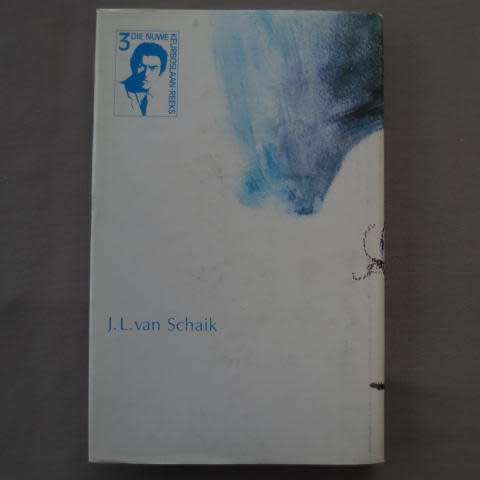 3 DIE NUWE
KEURBOSLAAN-REEKS
J.L.van Schaik